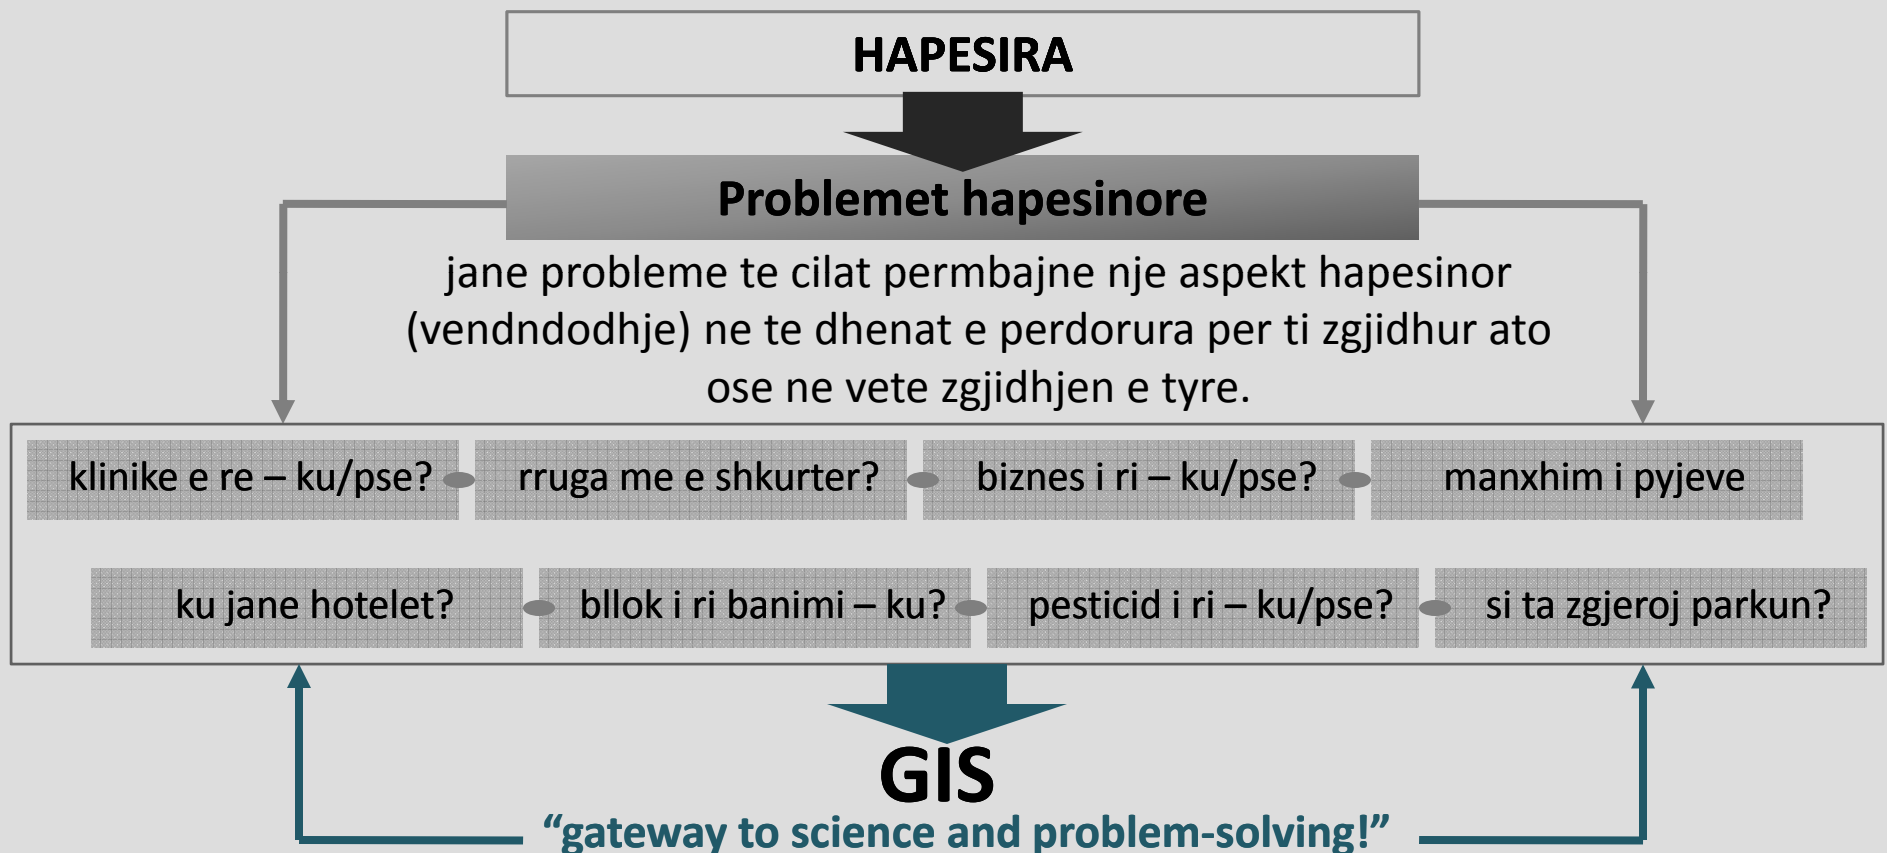 HAPESIRA
Problemet hapesinore
jane probleme te cilat permbajne nje aspekt hapesinor
(vendndodhje) ne te dhenat e perdorura per ti zgjidhur ato
ose ne vete zgjidhjen e tyre.
klinike e re – ku/pse?
rruga me e shkurter?
biznes i ri – ku/pse?
manxhim i pyjeve
ku jane hotelet?
bllok i ri banimi – ku?
pesticid i ri – ku/pse?
si ta zgjeroj parkun?
GIS
“gateway to science and problem-solving!”